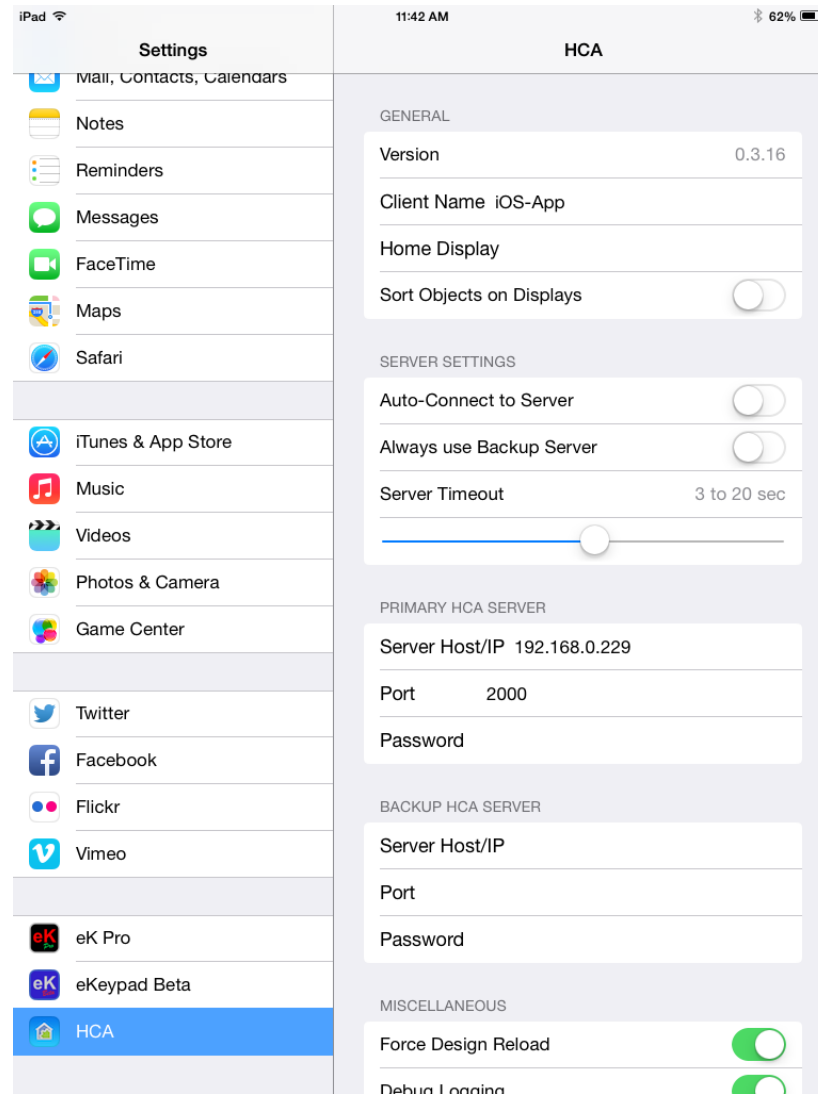 iPad 11:42 AM 62%
Settings
Mail, Contacts, Calendars
Notes
Reminders
Messages
FaceTime
Maps
Safari
iTunes & App Store
Music
Videos
Photos & Camera
Game Center
Twitter
Facebook
Flickr
Vimeo
eK Pro
eKeypad Beta
HCA
HCA
GENERAL
Version 0.3.16
Client Name iOS-App
Home Display
Sort Objects on Displays
SERVER SETTINGS
Auto-Connect to Server
Always use Backup Server
Server Timeout 3 to 20 sec
PRIMARY HCA SERVER
Server Host/IP 192.168.0.229
Port 2000
Password
BACKUP HCA SERVER
Server Host/IP
Port
Password
MISCELLANEOUS
Force Design Reload
Debug Logging